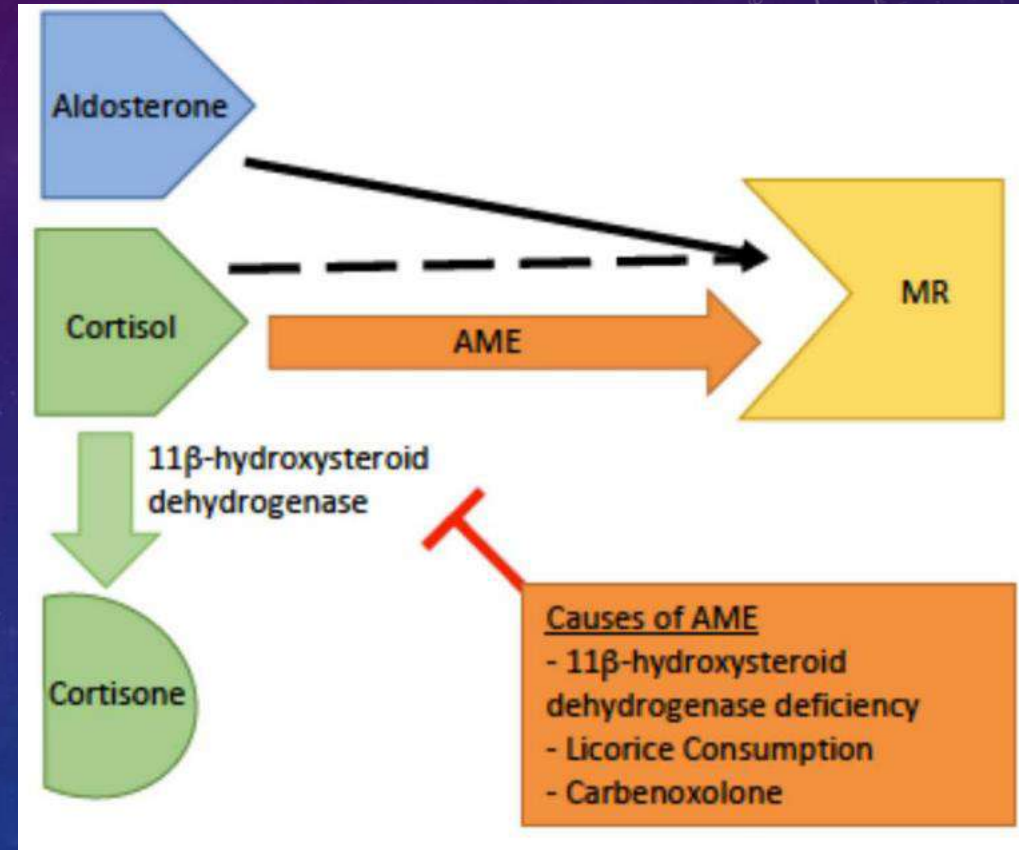 Aldosterone
Cortisol
AME
MR
11β-hydroxysteroid
dehydrogenase
Cortisone
Causes of AME
- 11β-hydroxysteroid
dehydrogenase deficiency
- Licorice Consumption
- Carbenoxolone